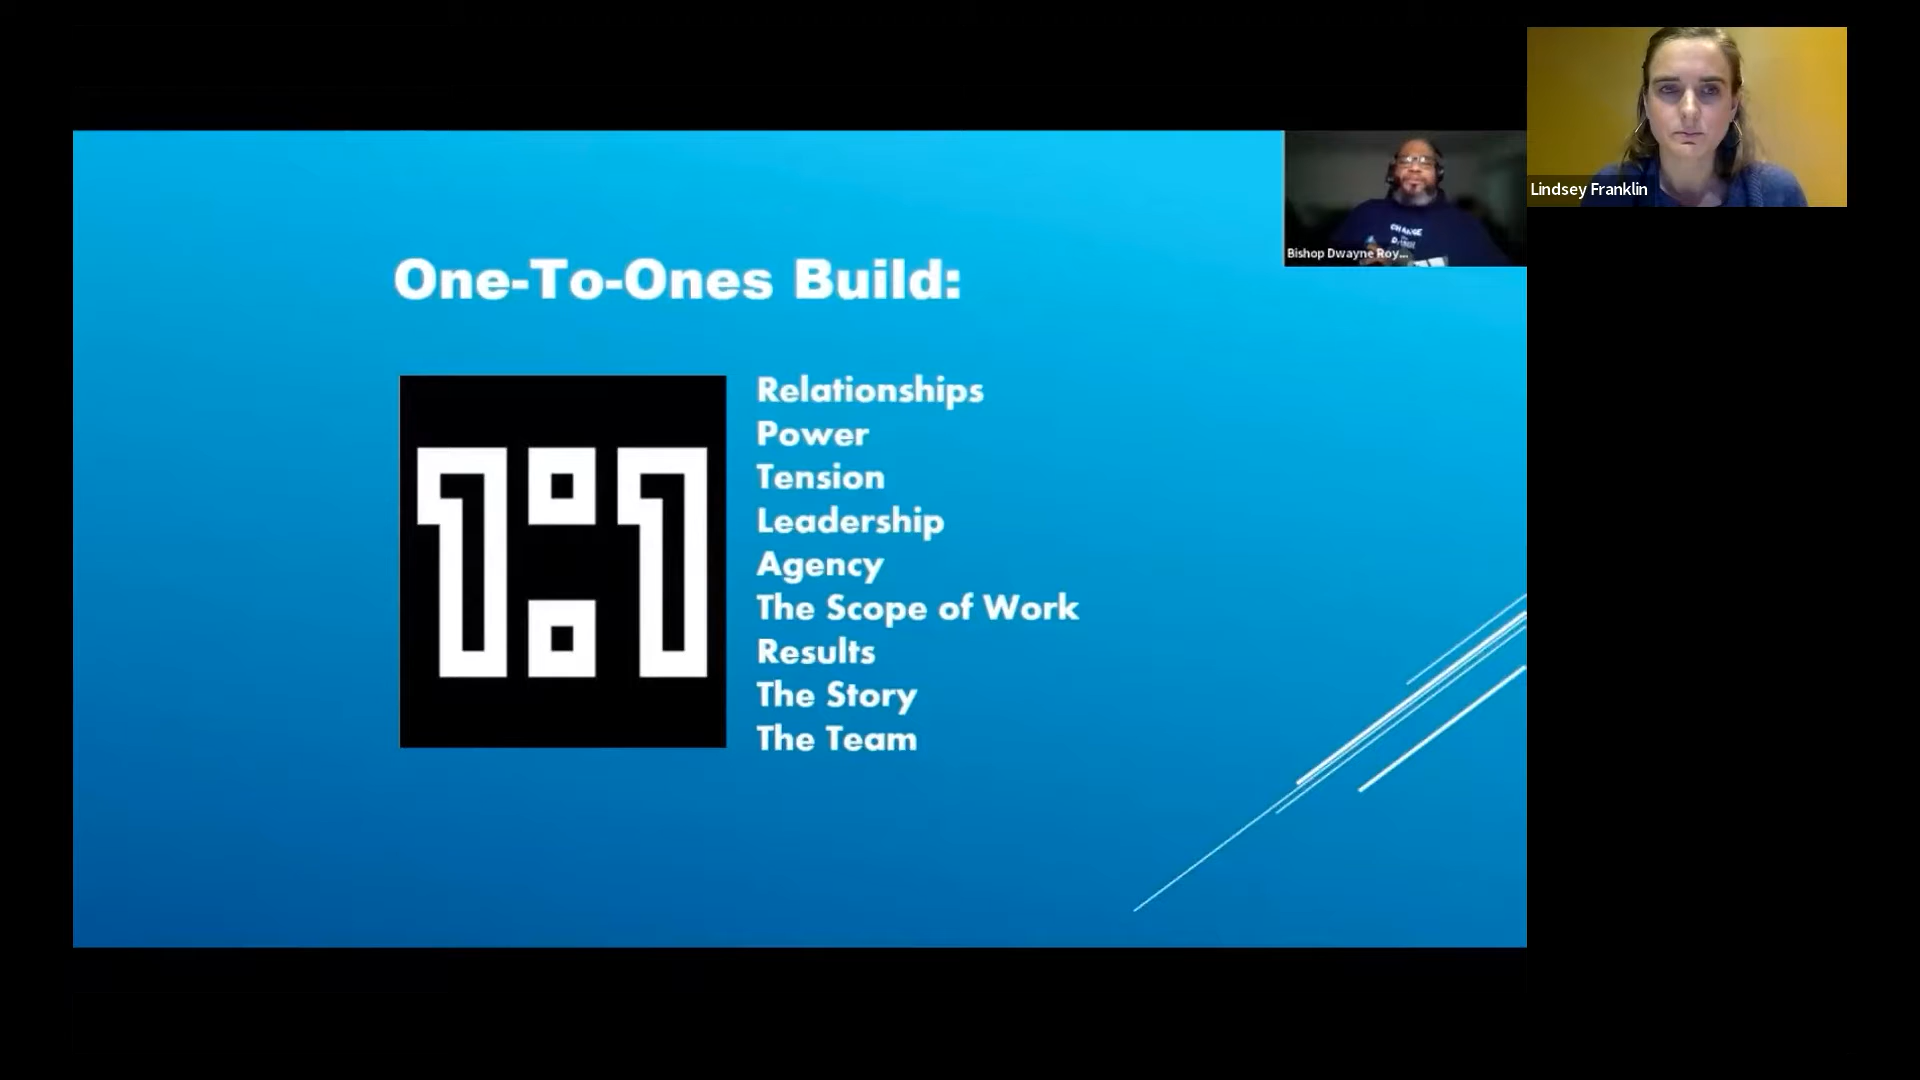 Lindsey Franklin
Bishop Dwayne Roy...
CHANGE
One-To-Ones Build:
1:1
Relationships
Power
Tension
Leadership
Agency
The Scope of Work
Results
The Story
The Team